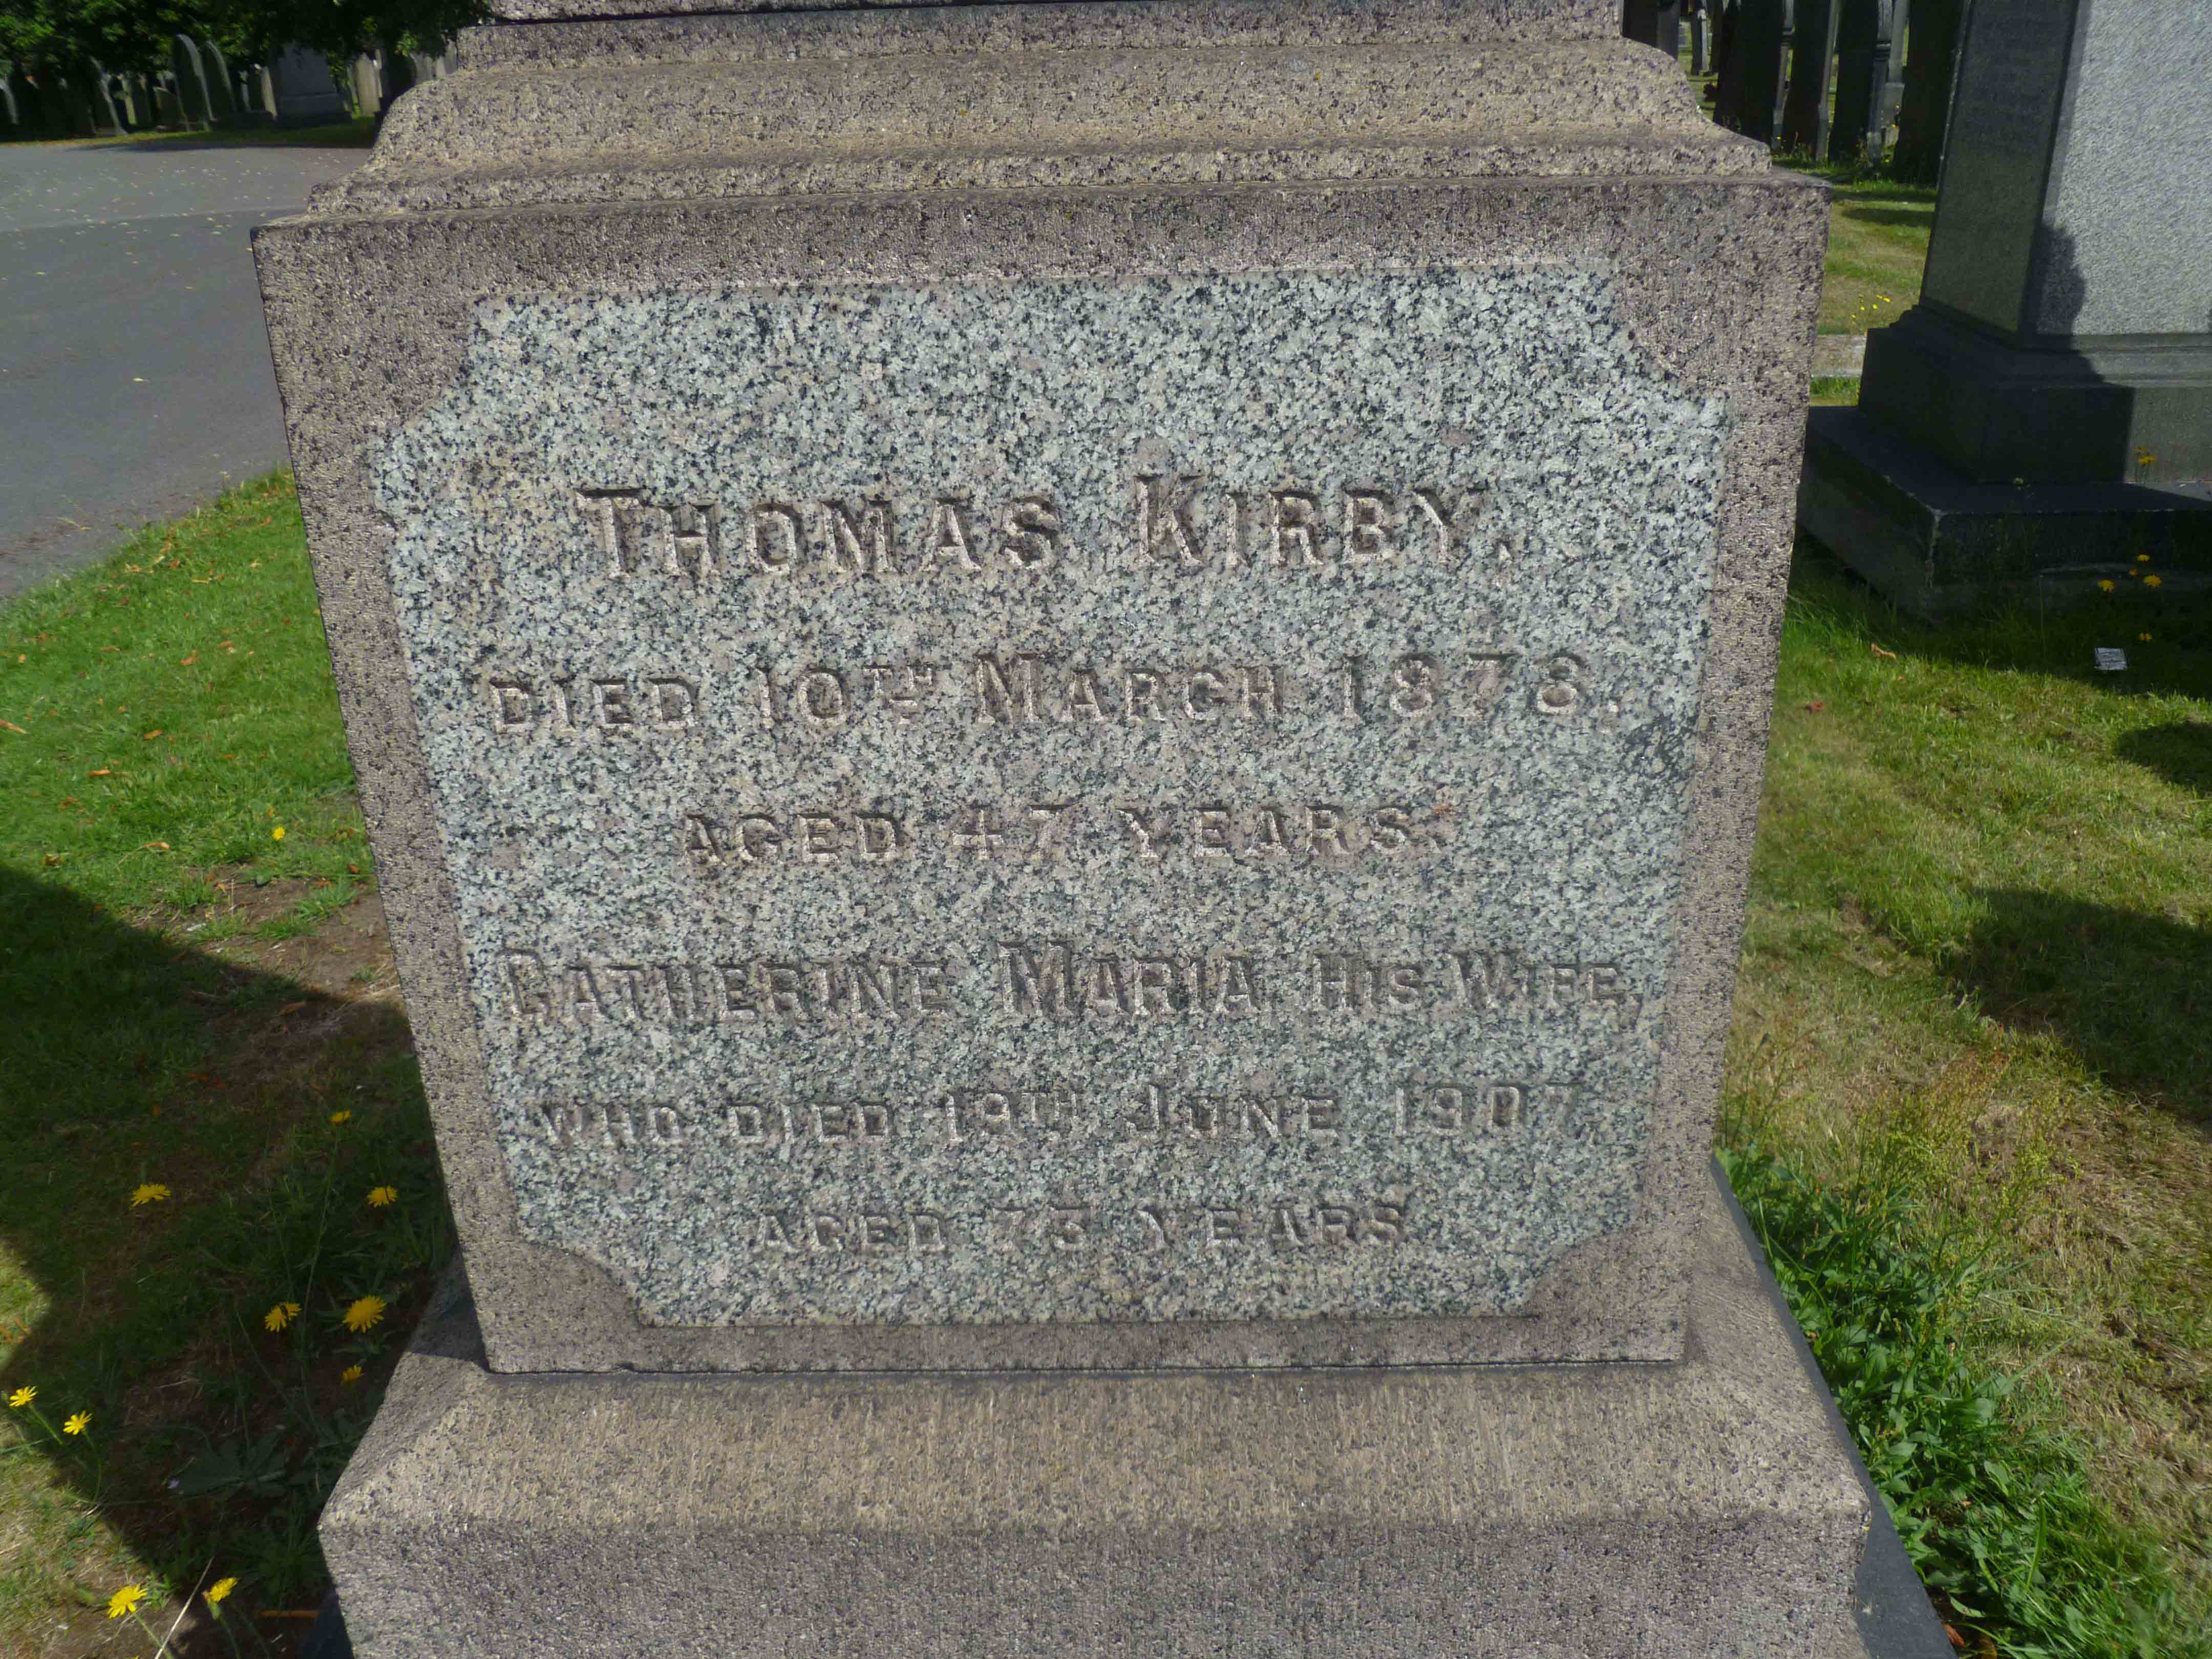 THOMAS KIRBY.
DIED 10TH MARCH 1878.
AGED 47 YEARS.
CATHERINE MARIA HIS WIFE,
WHO DIED 19TH JUNE 1907,
AGED 73 YEARS